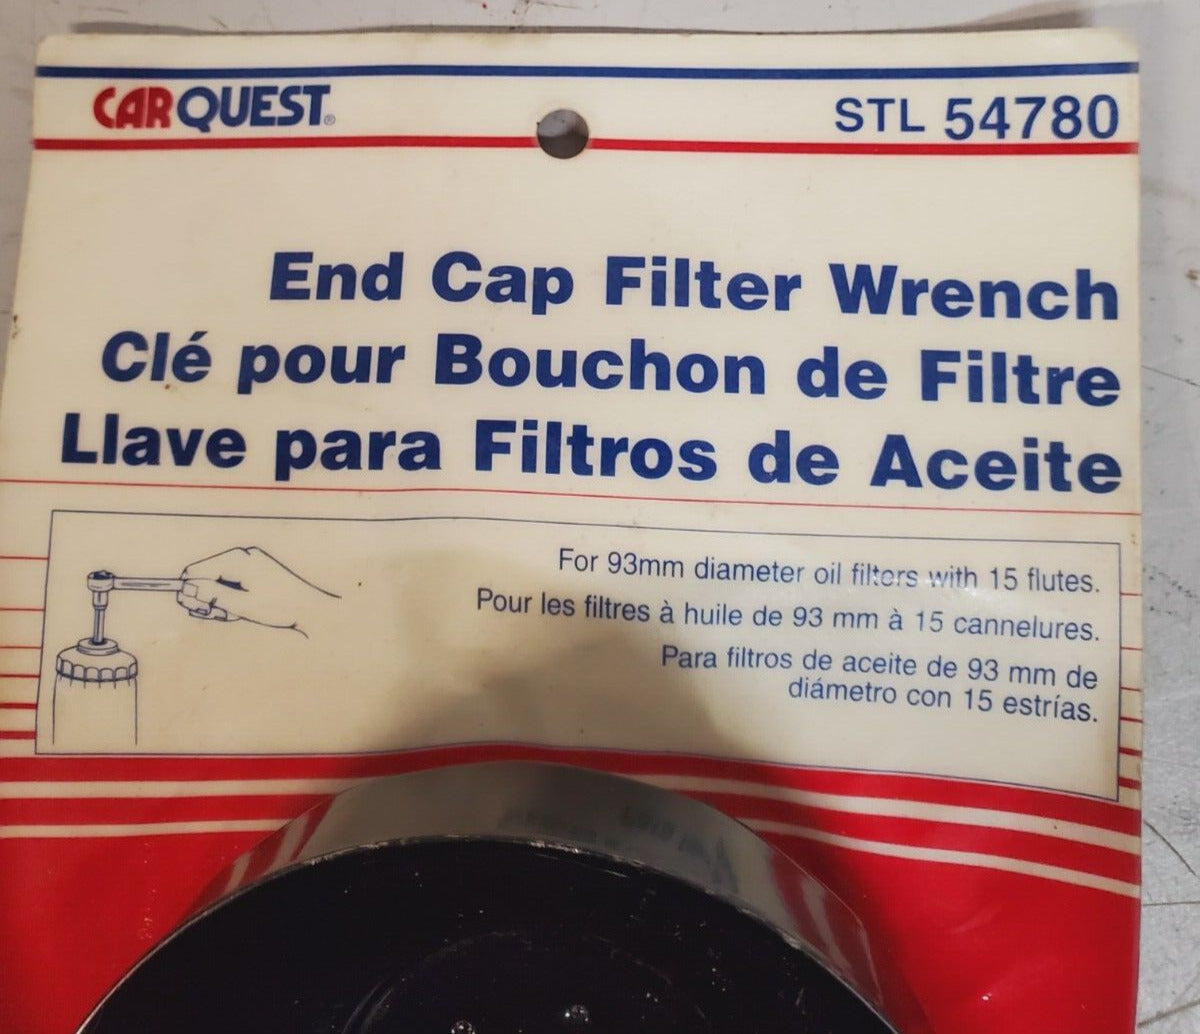 CARQUEST®
STL 54780
End Cap Filter Wrench
Clé pour Bouchon de Filtre
Llave para Filtros de Aceite
For 93mm diameter oil filters with 15 flutes.
Pour les filtres à huile de 93 mm à 15 cannelures.
Para filtros de aceite de 93 mm de
diámetro con 15 estrías.